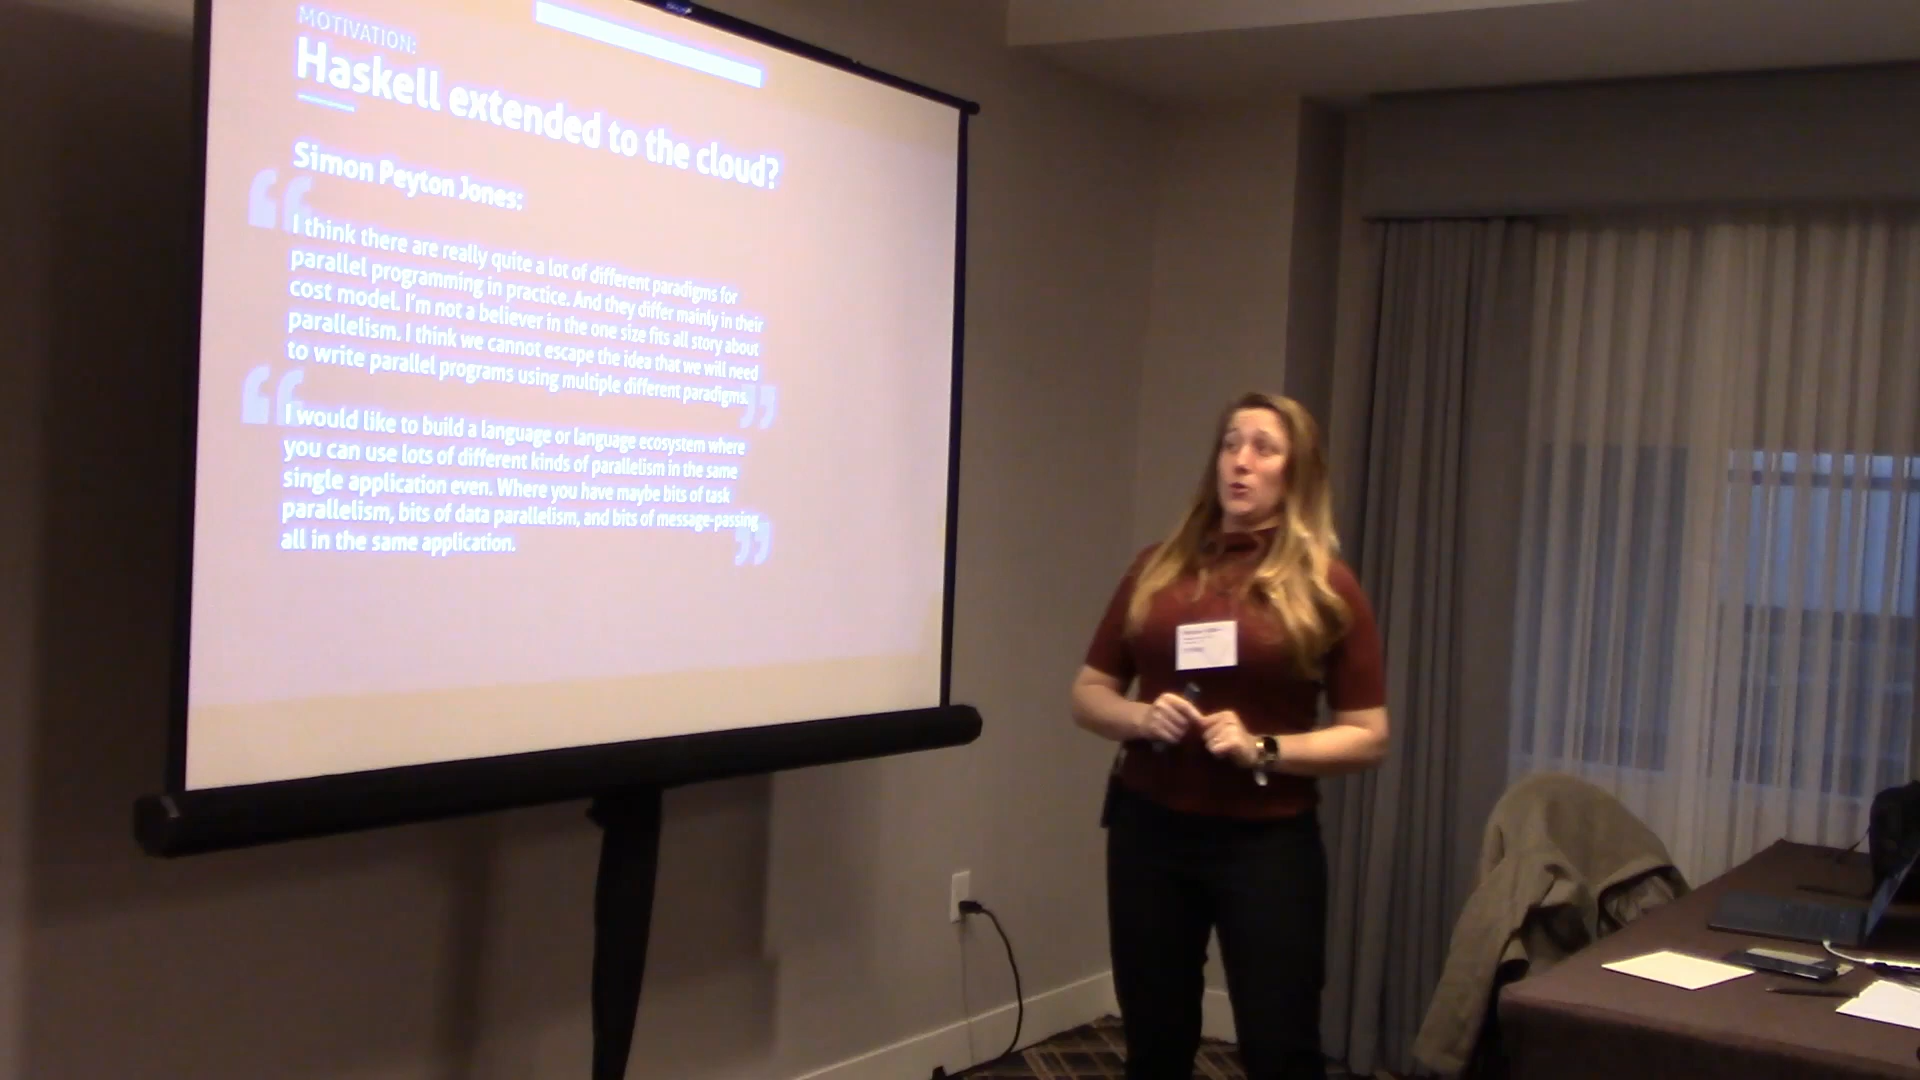 MOTIVATION:
Haskell extended to the cloud?
Simon Peyton Jones:
“I think there are really quite a lot of different paradigms for
parallel programming in practice. And they differ mainly in their
cost model. I'm not a believer in the one size fits all story about
parallelism. I think we cannot escape the idea that we will need
to write parallel programs using multiple different paradigms.”
“I would like to build a language or language ecosystem where
you can use lots of different kinds of parallelism in the same
single application even. Where you have maybe bits of task
parallelism, bits of data parallelism, and bits of message-passing
all in the same application.”